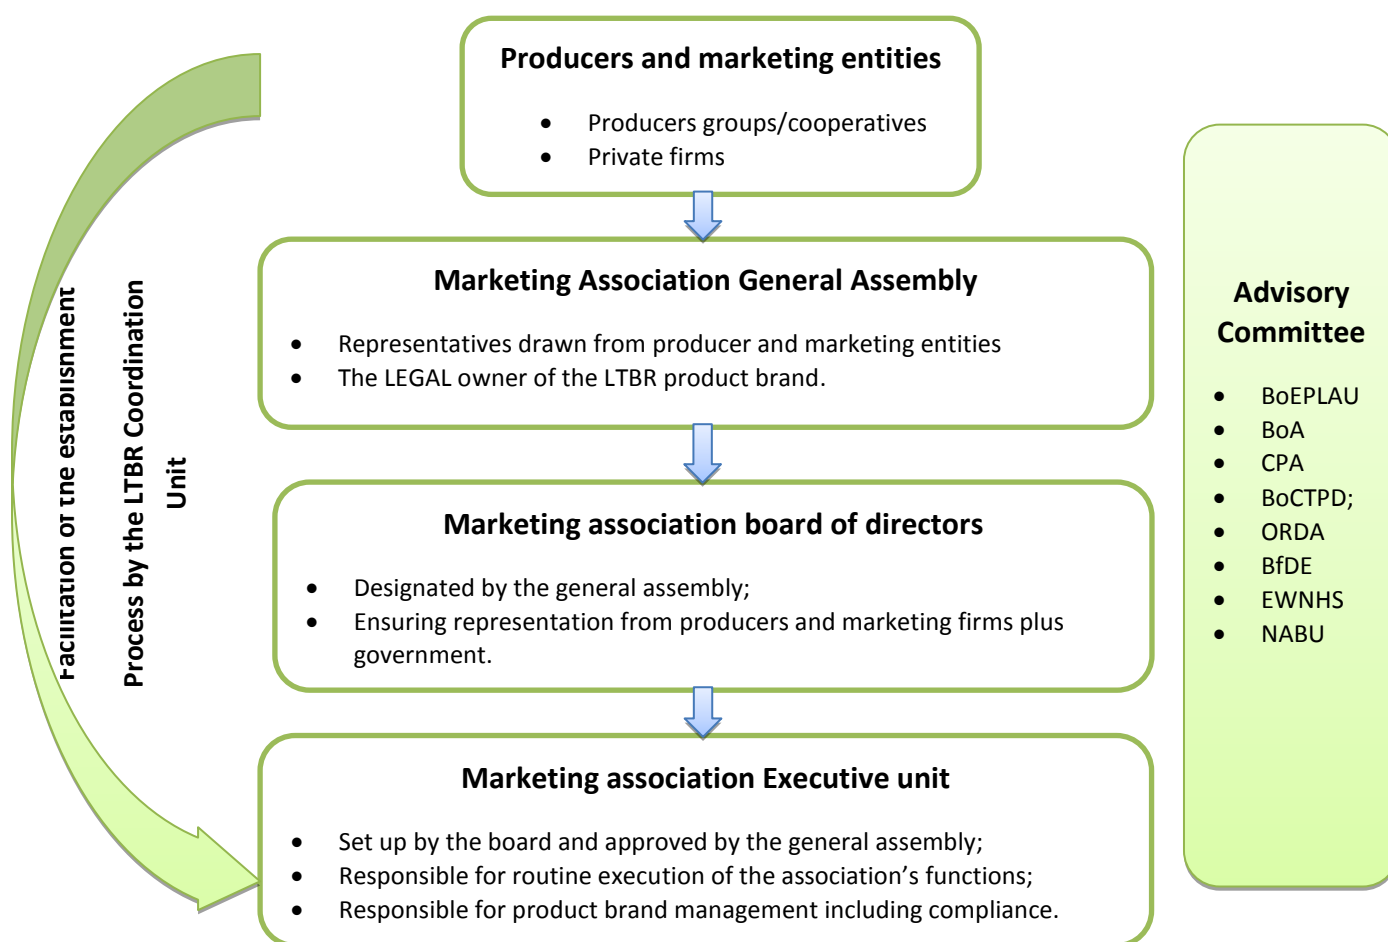 Producers and marketing entities
• Producers groups/cooperatives
• Private firms
Marketing Association General Assembly
• Representatives drawn from producer and marketing entities
• The LEGAL owner of the LTBR product brand.
Marketing association board of directors
• Designated by the general assembly;
• Ensuring representation from producers and marketing firms plus
government.
Marketing association Executive unit
• Set up by the board and approved by the general assembly;
• Responsible for routine execution of the association’s functions;
• Responsible for product brand management including compliance.
Facilitation of the establishment
Process by the LTBR Coordination
Unit
Advisory
Committee
• BoEPLAU
• BoA
• CPA
• BoCTPD;
• ORDA
• BfDE
• EWNHS
• NABU